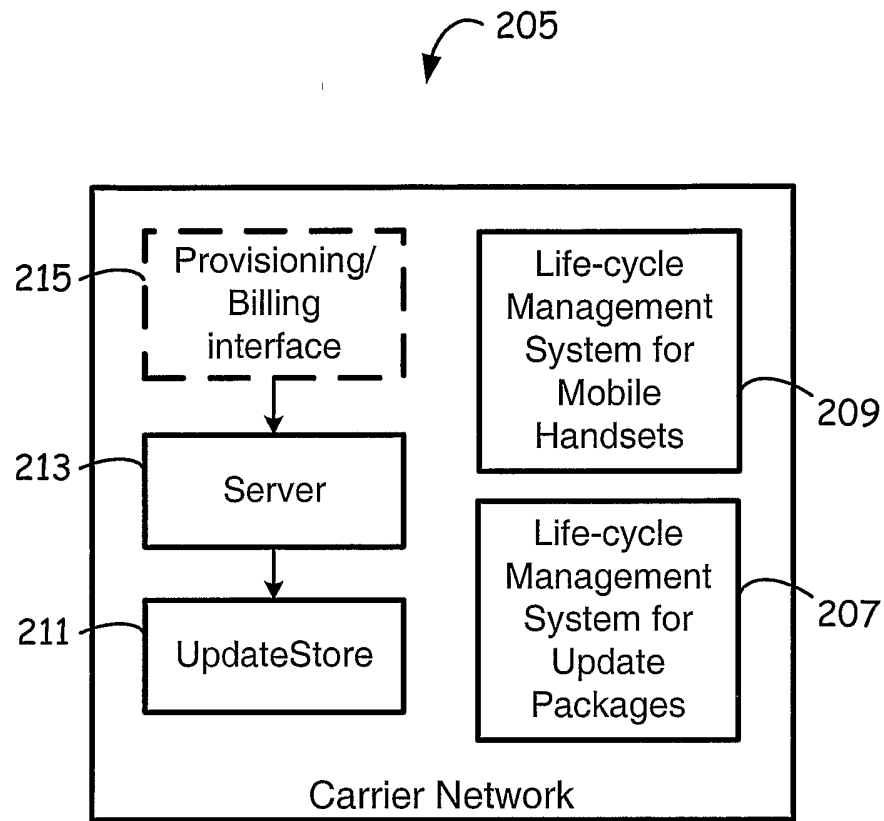 205
215
Provisioning/
Billing
interface
213
Server
211
UpdateStore
Life-cycle
Management
System for
Mobile
Handsets
209
Life-cycle
Management
System for
Update
Packages
207
Carrier Network